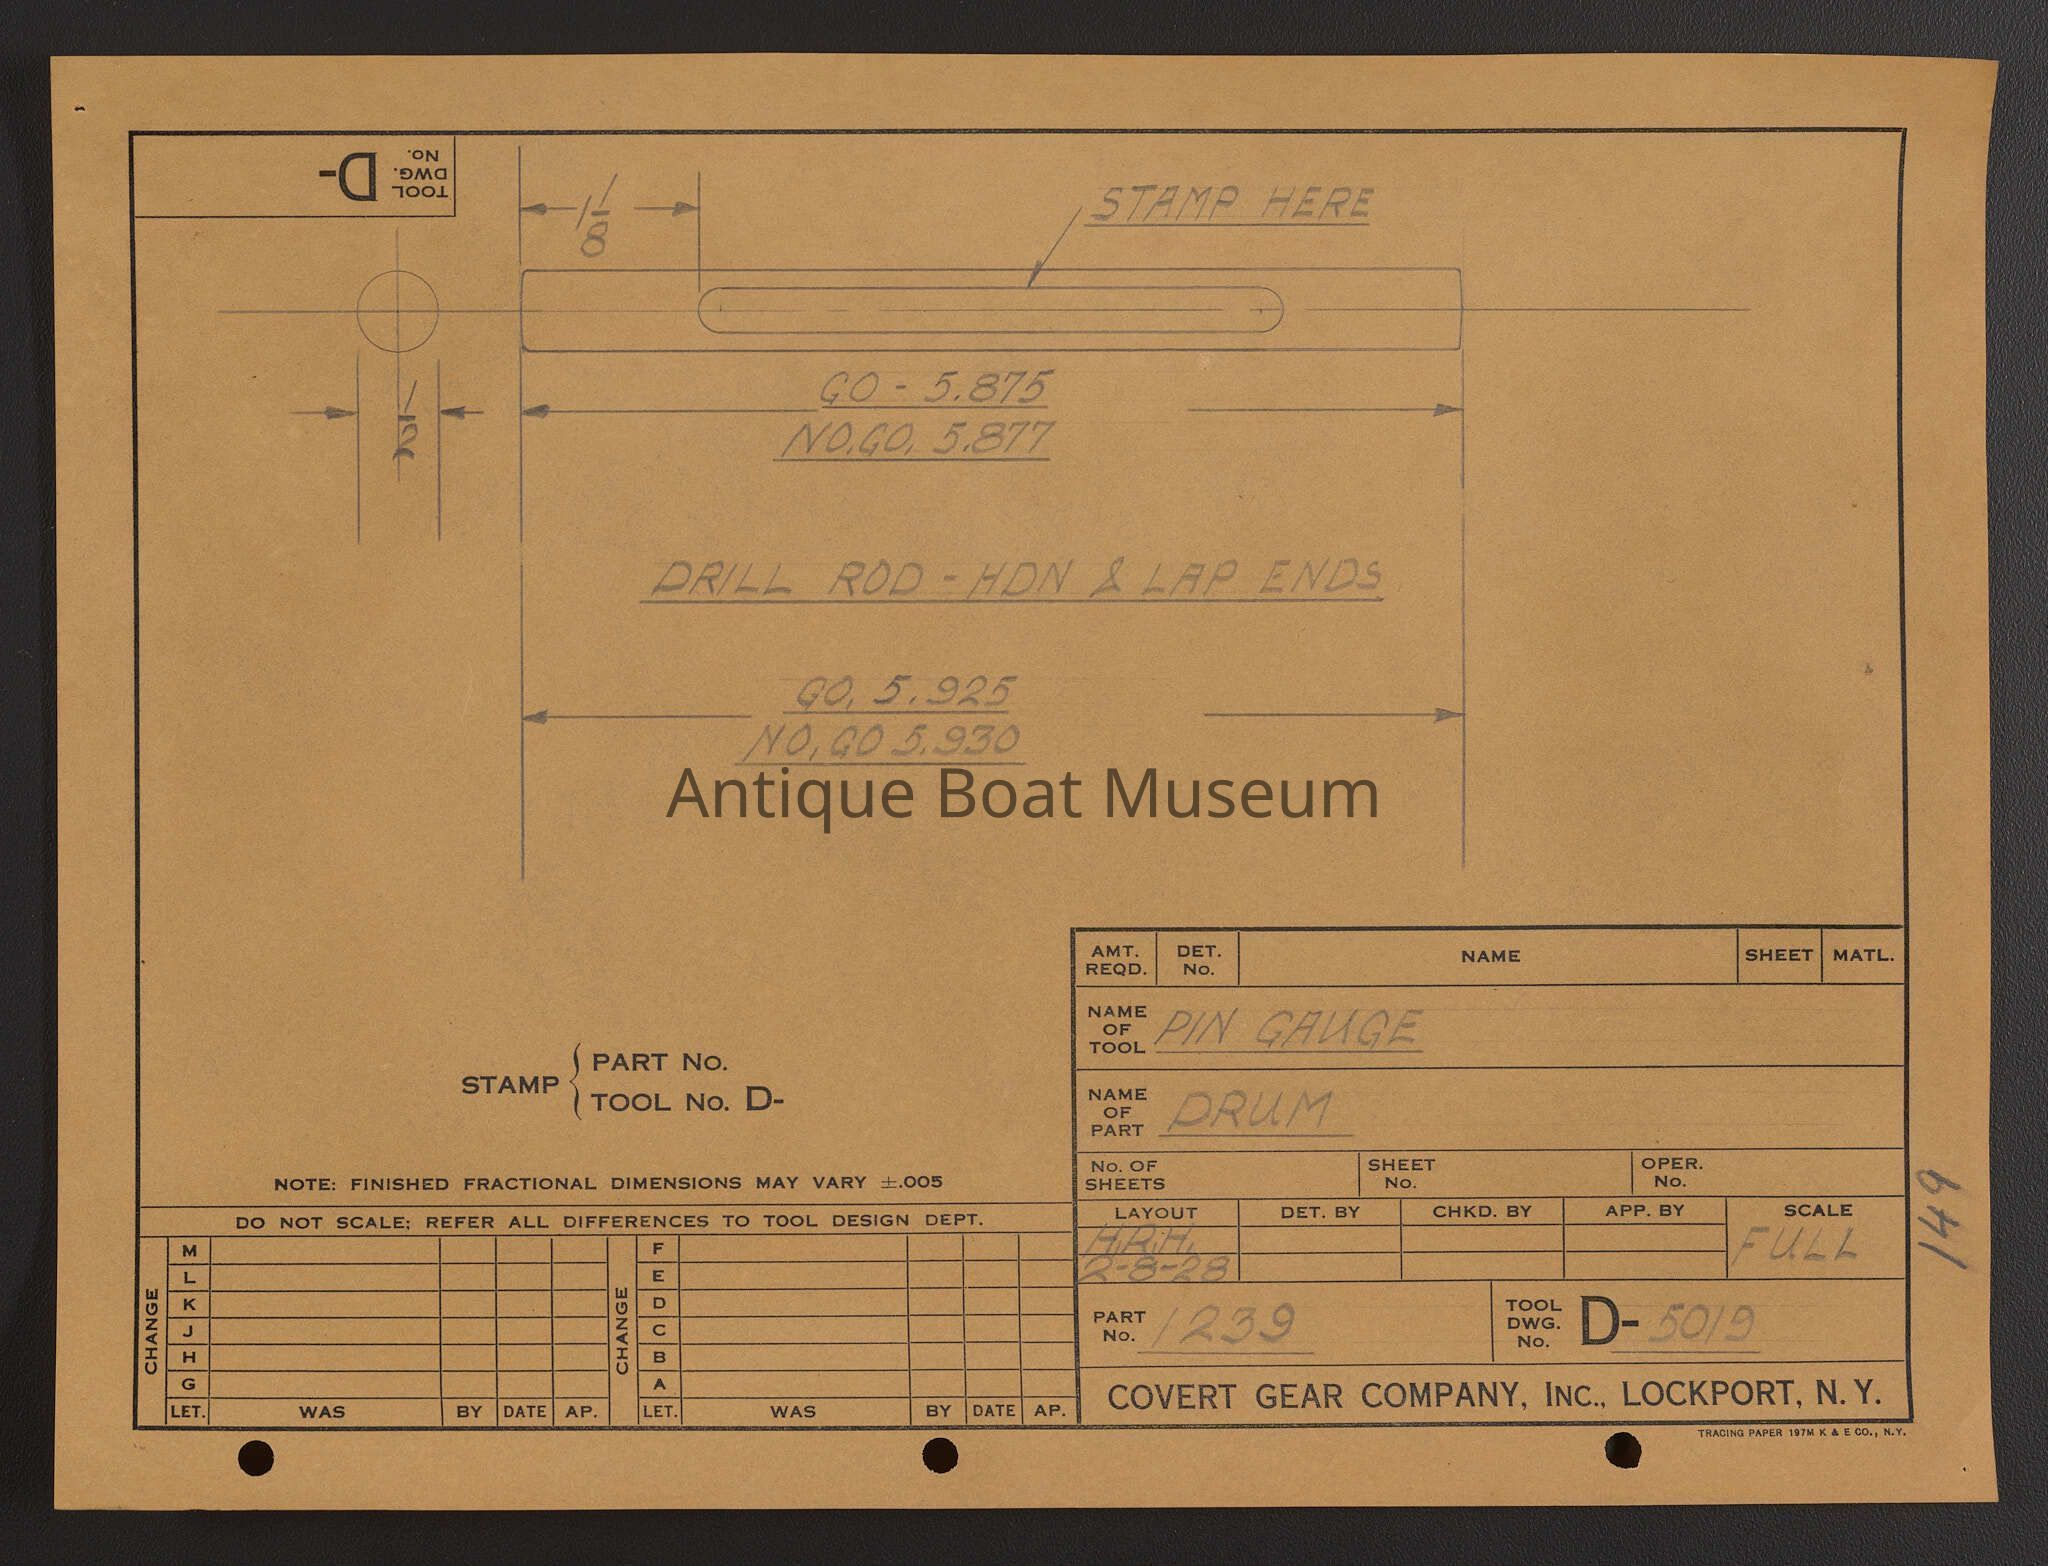 TOOL
DWG.
No.
D-
1 1/8
STAMP HERE
1/2
GO - 5.875
NO.GO. 5.877
DRILL ROD - HDN & LAP ENDS
GO. 5.925
NO.GO 5.930
Antique Boat Museum
STAMP { PART No.
TOOL No. D-
NOTE: FINISHED FRACTIONAL DIMENSIONS MAY VARY ±.005
DO NOT SCALE; REFER ALL DIFFERENCES TO TOOL DESIGN DEPT.
CHANGE
M
L
K
J
H
G
LET. WAS BY DATE AP.
CHANGE
F
E
D
C
B
A
LET. WAS BY DATE AP.
AMT. REQD. DET. No. NAME SHEET MATL.
NAME OF TOOL PIN GAUGE
NAME OF PART DRUM
No. OF SHEETS SHEET No. OPER. No.
LAYOUT DET. BY CHKD. BY APP. BY SCALE
H.R.H.
2-8-28
FULL
PART No. 1239
TOOL DWG. No. D-5019
COVERT GEAR COMPANY, INC., LOCKPORT, N. Y.
TRACING PAPER 197M K & E CO., N.Y.
149